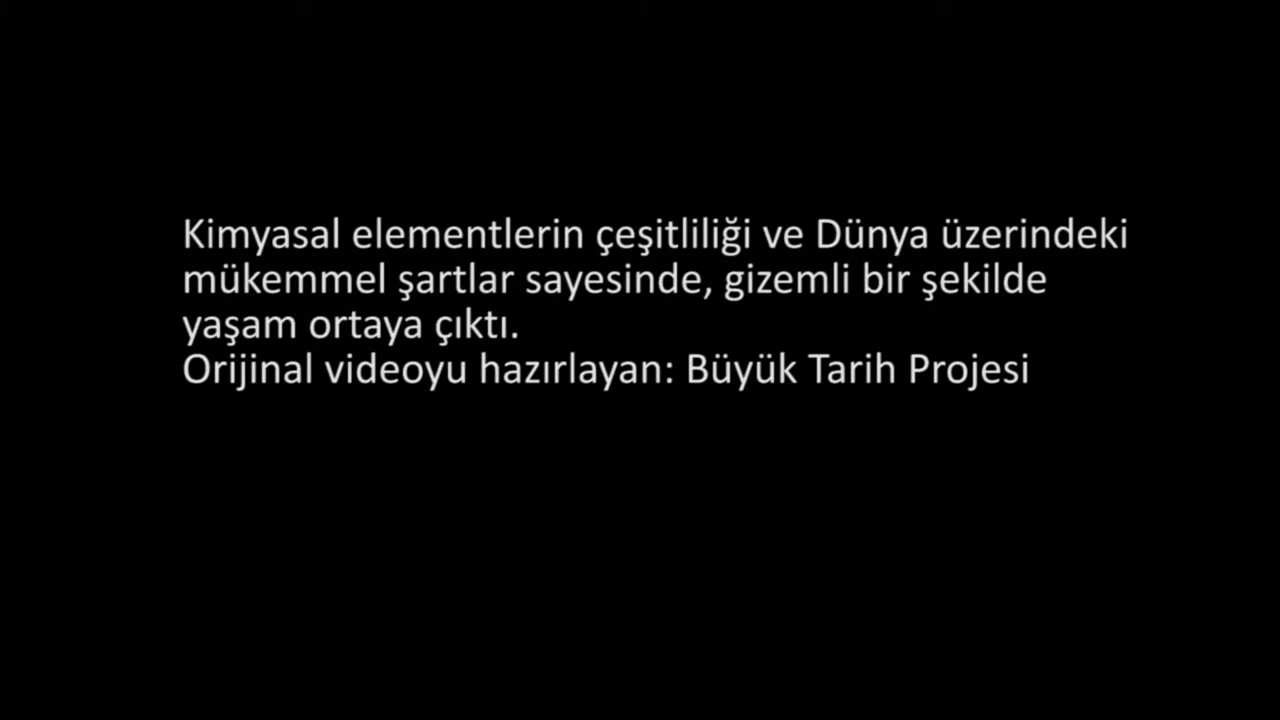 Kimyasal elementlerin çeşitliliği ve Dünya üzerindeki
mükemmel şartlar sayesinde, gizemli bir şekilde
yaşam ortaya çıktı.
Orijinal videoyu hazırlayan: Büyük Tarih Projesi